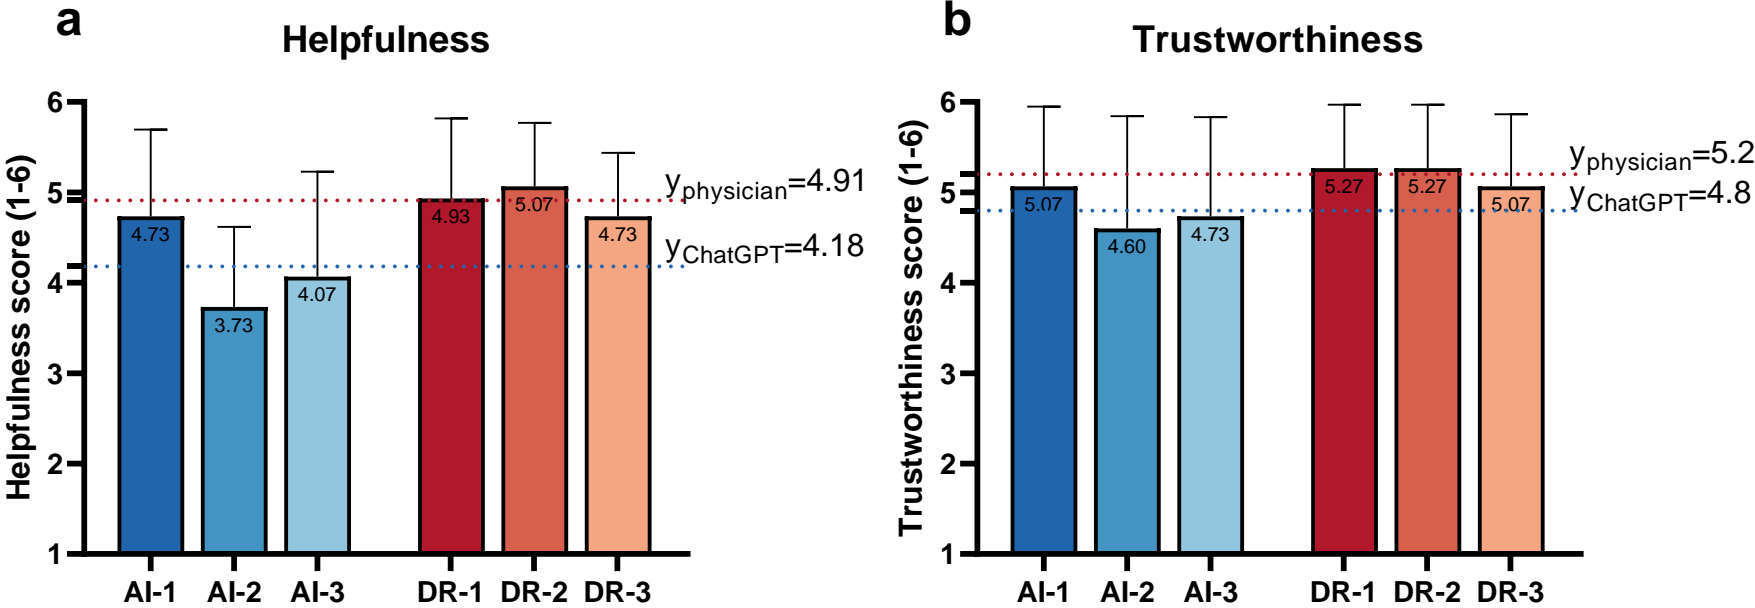 a
Helpfulness
Helpfulness score (1-6)
6
5
4
3
2
1
4.73
3.73
4.07
4.93
5.07
4.73
yphysician=4.91
yChatGPT=4.18
AI-1 AI-2 AI-3 DR-1 DR-2 DR-3
b
Trustworthiness
Trustworthiness score (1-6)
6
5
4
3
2
1
5.07
4.60
4.73
5.27
5.27
5.07
yphysician=5.2
yChatGPT=4.8
AI-1 AI-2 AI-3 DR-1 DR-2 DR-3